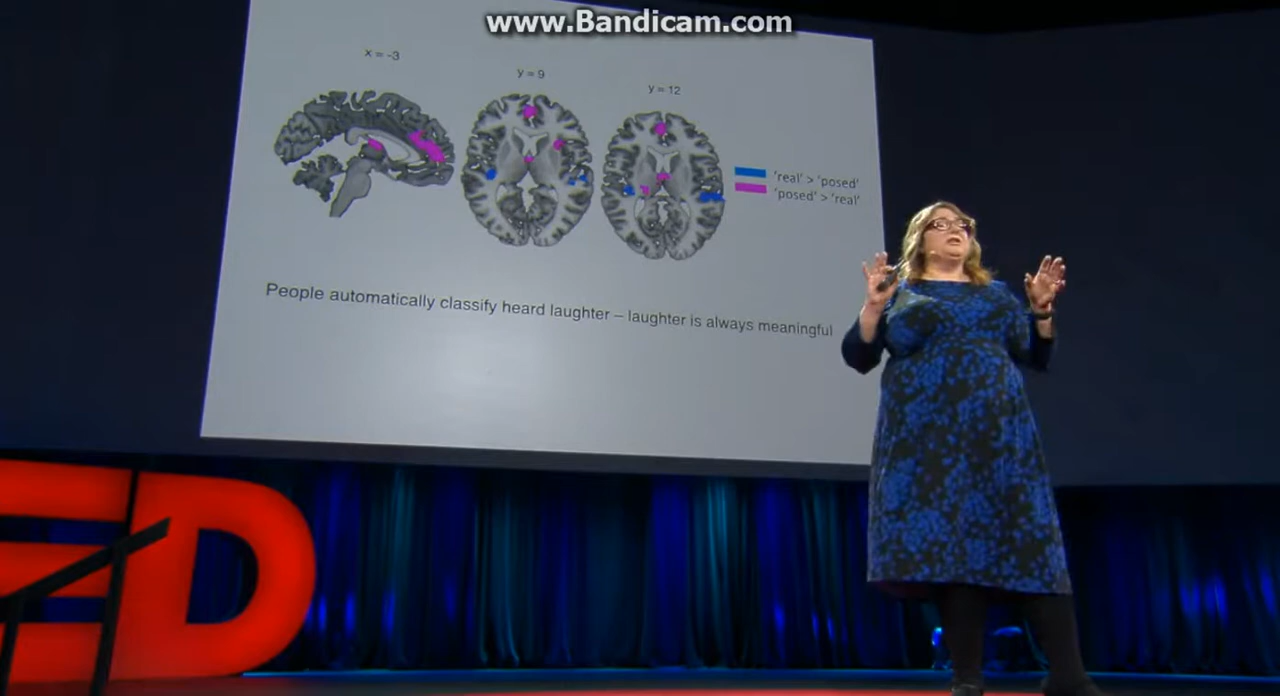 www.Bandicam.com
x = -3
y = 9
y = 12
'real' > 'posed'
'posed' > 'real'
People automatically classify heard laughter – laughter is always meaningful
ED